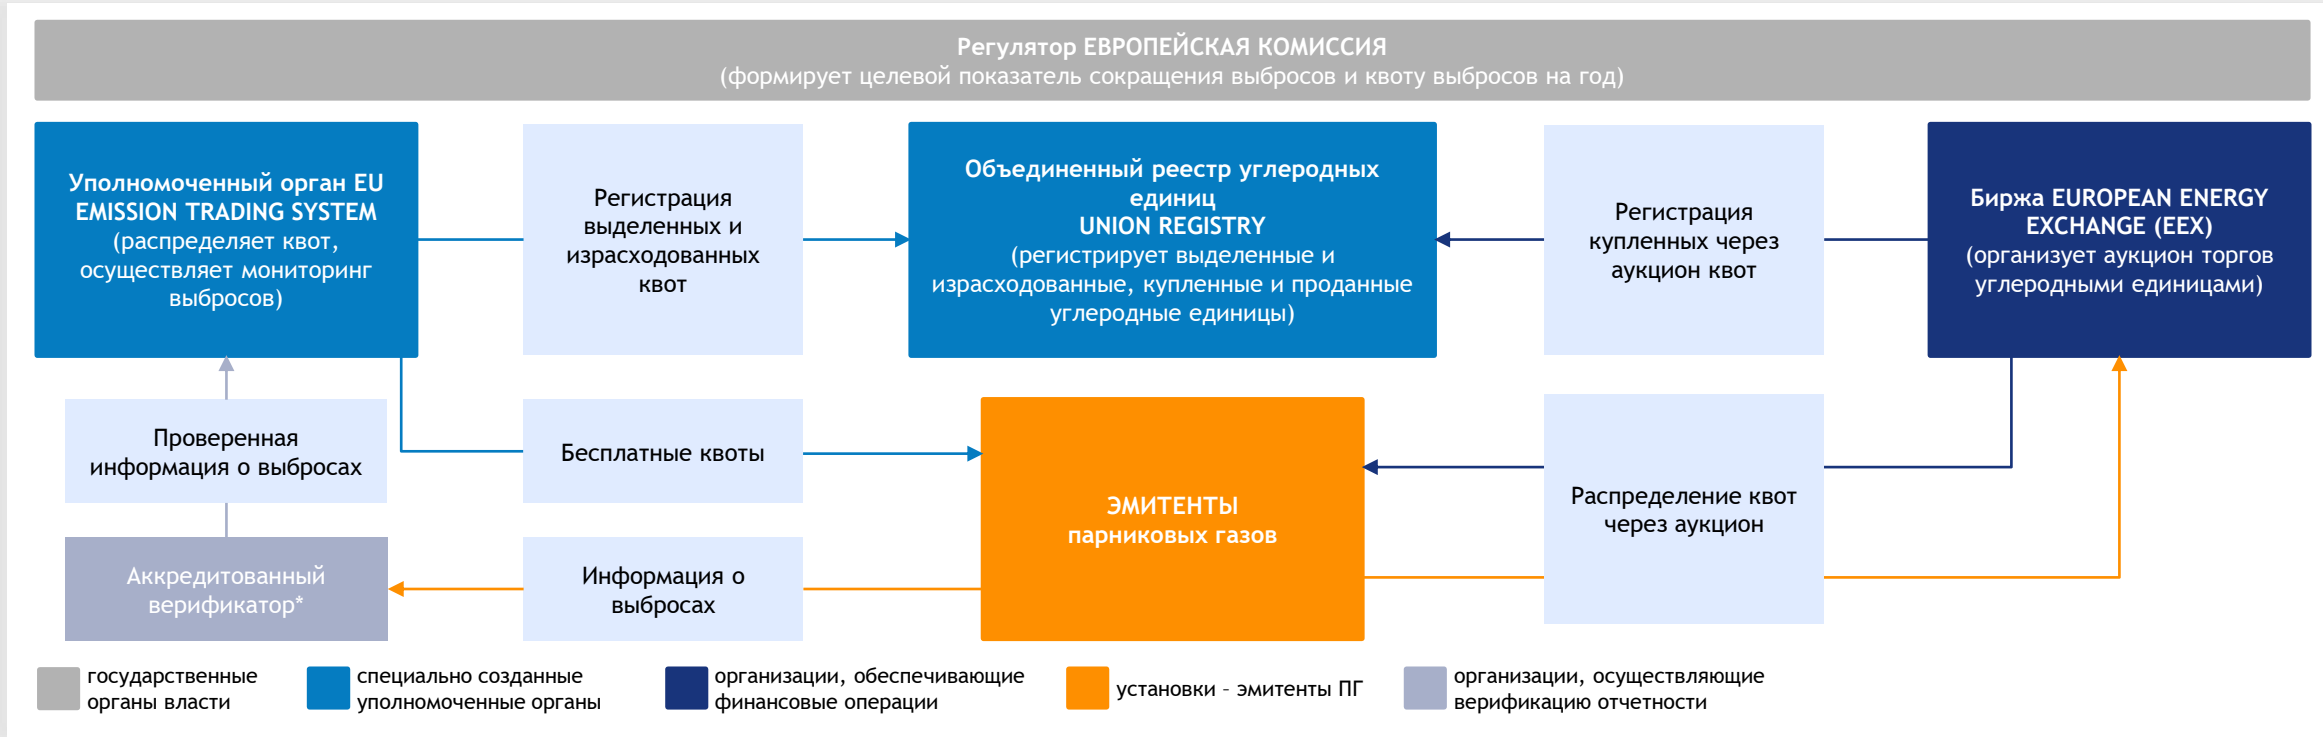 Регулятор ЕВРОПЕЙСКАЯ КОМИССИЯ
(формирует целевой показатель сокращения выбросов и квоту выбросов на год)
Уполномоченный орган EU
EMISSION TRADING SYSTEM
(распределяет квот,
осуществляет мониторинг
выбросов)
Регистрация
выделенных и
израсходованных
квот
Объединенный реестр углеродных
единиц
UNION REGISTRY
(регистрирует выделенные и
израсходованные, купленные и проданные
углеродные единицы)
Регистрация
купленных через
аукцион квот
Биржа EUROPEAN ENERGY
EXCHANGE (EEX)
(организует аукцион торгов
углеродными единицами)
Проверенная
информация о выбросах
Бесплатные квоты
ЭМИТЕНТЫ
парниковых газов
Распределение квот
через аукцион
Аккредитованный
верификатор*
Информация о
выбросах
государственные
органы власти
специально созданные
уполномоченные органы
организации, обеспечивающие
финансовые операции
установки – эмитенты ПГ
организации, осуществляющие
верификацию отчетности